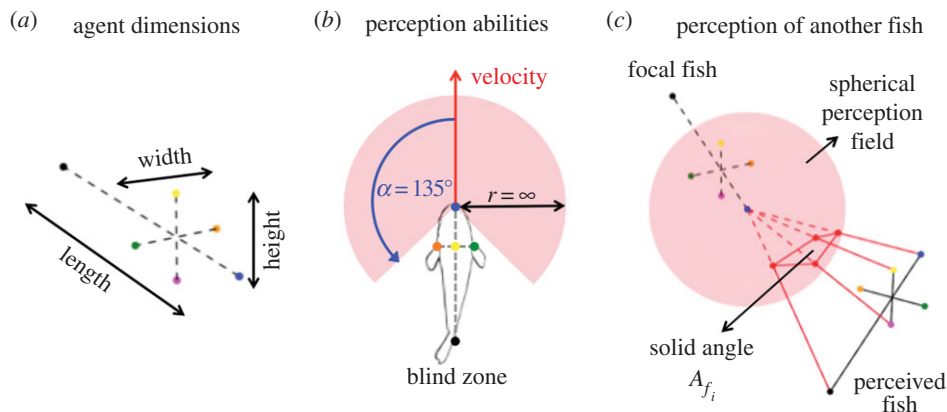 (a) agent dimensions
width
height
length
(b) perception abilities
velocity
α = 135°
r = ∞
blind zone
(c) perception of another fish
focal fish
spherical
perception
field
solid angle
A_{f_i}
perceived
fish